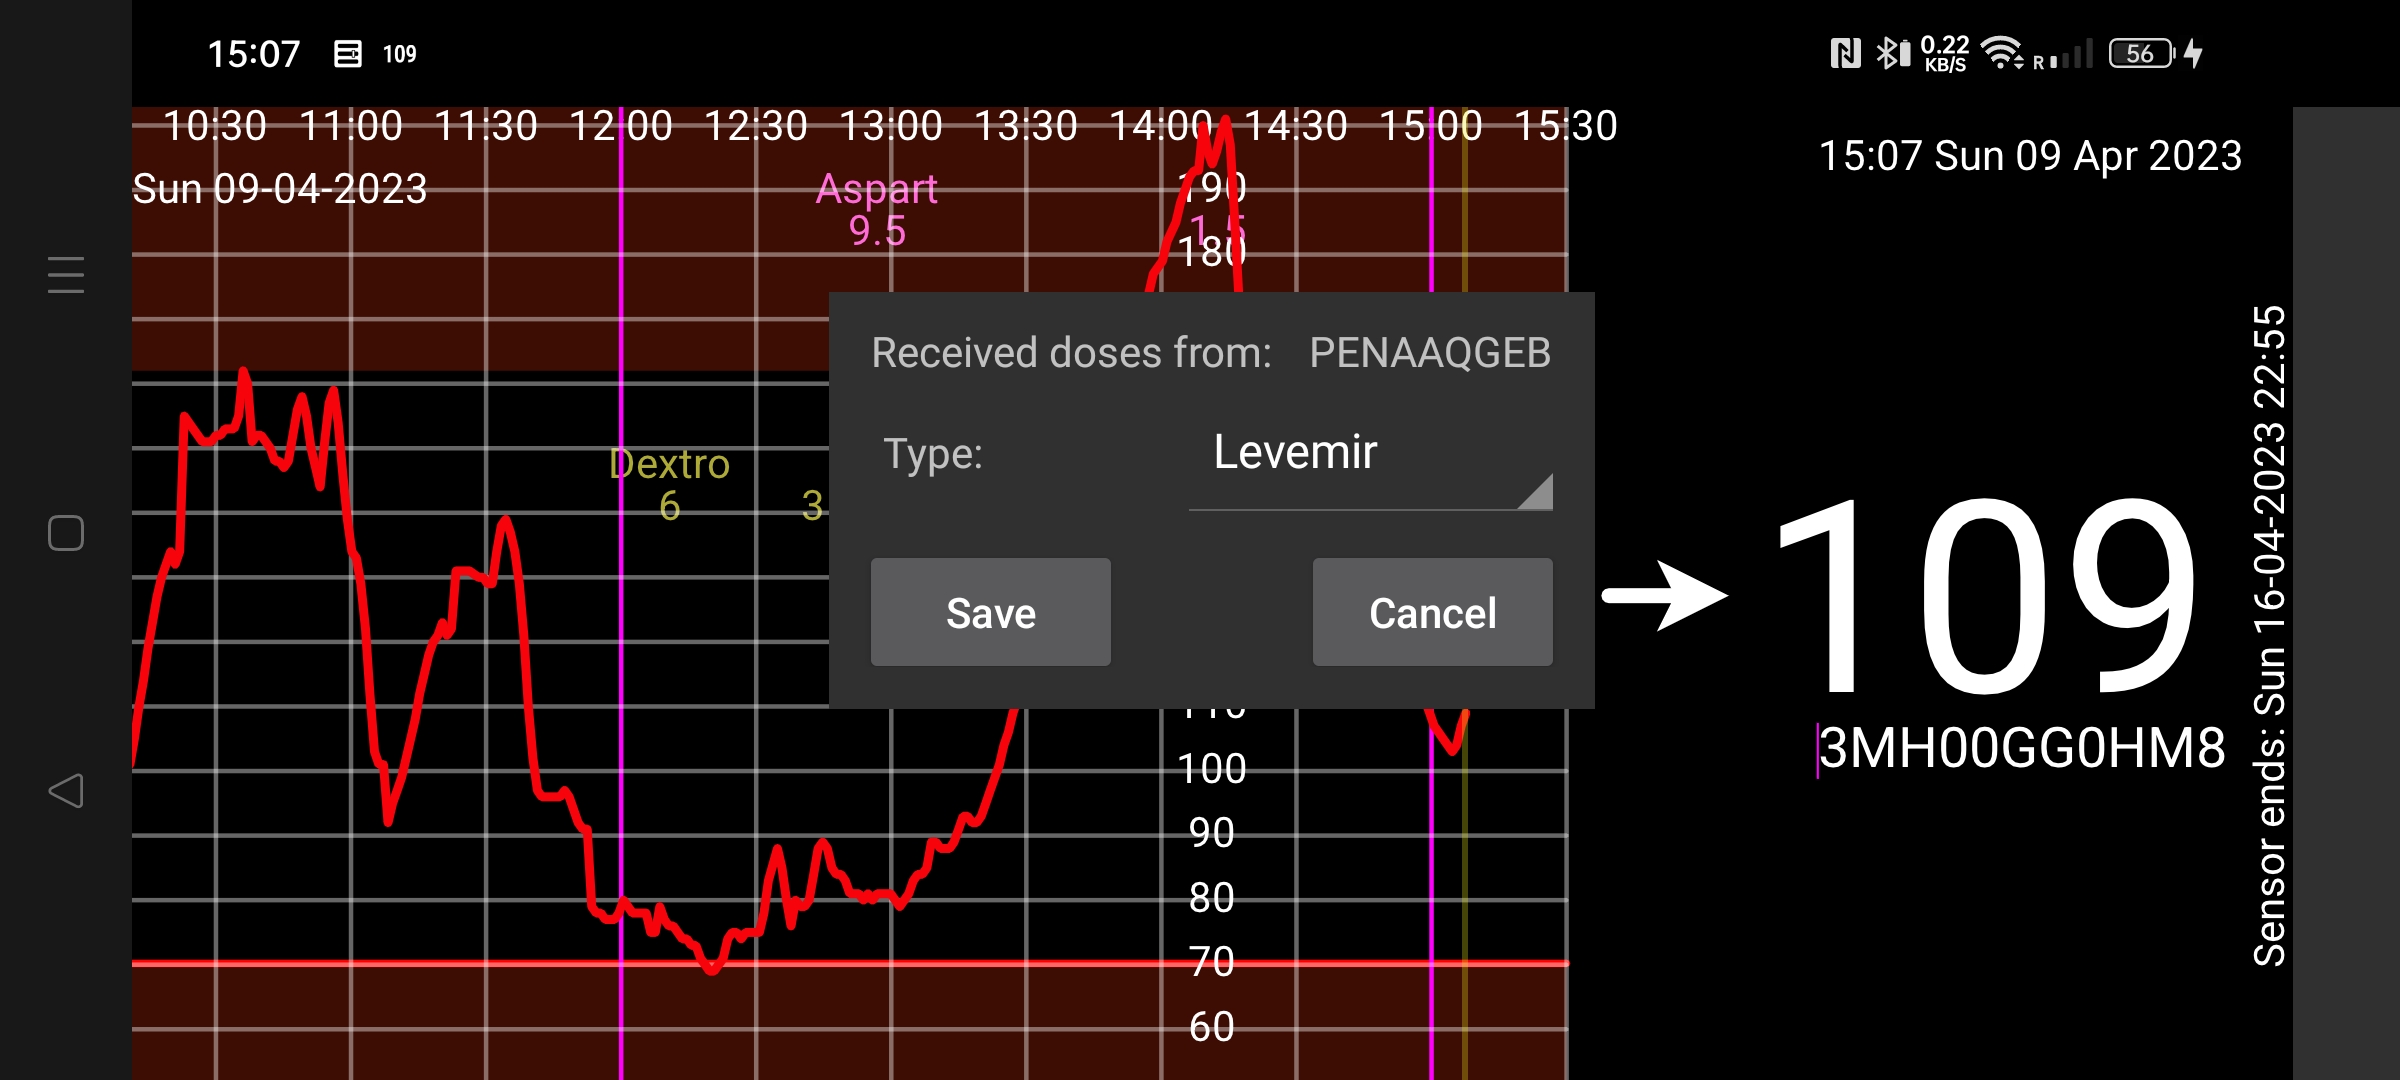 15:07 109 0.22 KB/S R 56
10:30 11:00 11:30 12:00 12:30 13:00 13:30 14:00 14:30 15:00 15:30
15:07 Sun 09 Apr 2023
Sun 09-04-2023
Aspart
190
9.5
1.5
180
Received doses from: PENAAQGEB
Type: Levemir
Dextro
6
3
Save Cancel
109
3MH00GG0HM8
Sensor ends: Sun 16-04-2023 22:55
110
100
90
80
70
60